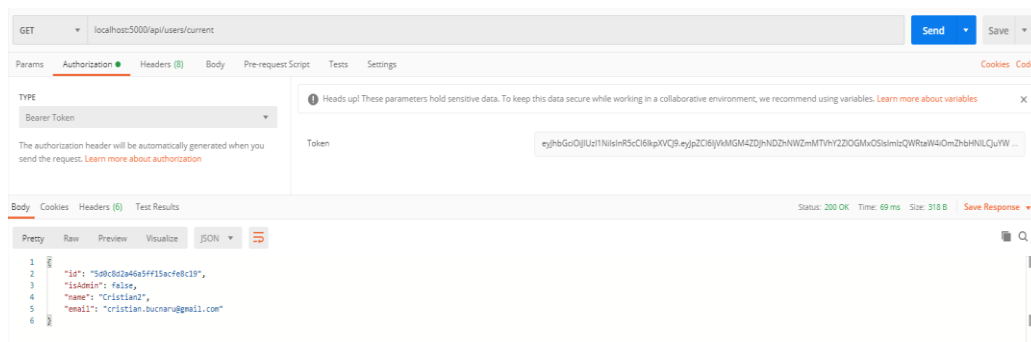 GET localhost:5000/api/users/current Send Save
Params Authorization Headers (8) Body Pre-request Script Tests Settings Cookies Cod
TYPE
Bearer Token
The authorization header will be automatically generated when you
send the request. Learn more about authorization
Heads up! These parameters hold sensitive data. To keep this data secure while working in a collaborative environment, we recommend using variables. Learn more about variables
Token
Body Cookies Headers (6) Test Results Status: 200 OK Time: 69 ms Size: 318 B Save Response
Pretty Raw Preview Visualize JSON
1 {
2 "id": "5d0c8d2a46a5ff15acfe8c19",
3 "isAdmin": false,
4 "name": "Cristian2",
5 "email": "cristian.bucnaru@gmail.com"
6 }